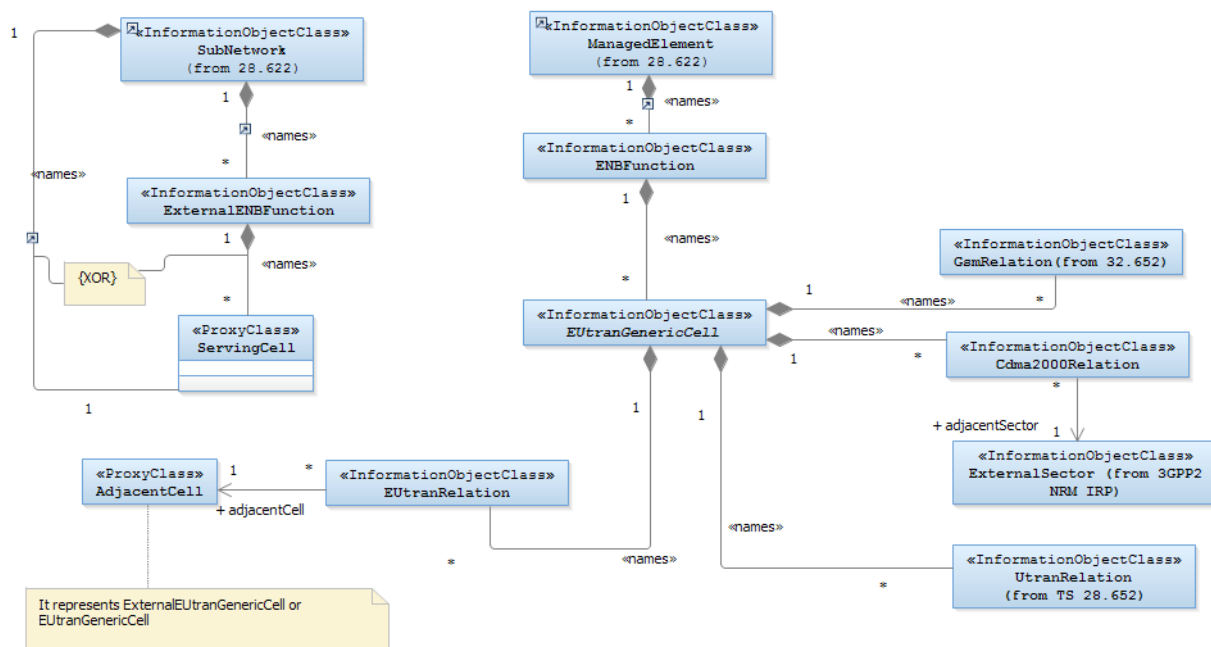 1
«InformationObjectClass»
SubNetwork
(from 28.622)
1
«names»
*
«names»
«InformationObjectClass»
ExternalENBFunction
1
«names»
{XOR}
*
«ProxyClass»
ServingCell
1
«InformationObjectClass»
ManagedElement
(from 28.622)
1
«names»
*
«InformationObjectClass»
ENBFunction
1
«names»
*
«InformationObjectClass»
EUtranGenericCell
1
«names»
*
«InformationObjectClass»
GsmRelation(from 32.652)
«names»
1
*
«InformationObjectClass»
Cdma2000Relation
*
+ adjacentSector
1
«InformationObjectClass»
ExternalSector (from 3GPP2
NRM IRP)
1
1
«ProxyClass»
AdjacentCell
1
*
+ adjacentCell
«InformationObjectClass»
EUtranRelation
*
«names»
«names»
*
«InformationObjectClass»
UtranRelation
(from TS 28.652)
It represents ExternalEUtranGenericCell or
EUtranGenericCell